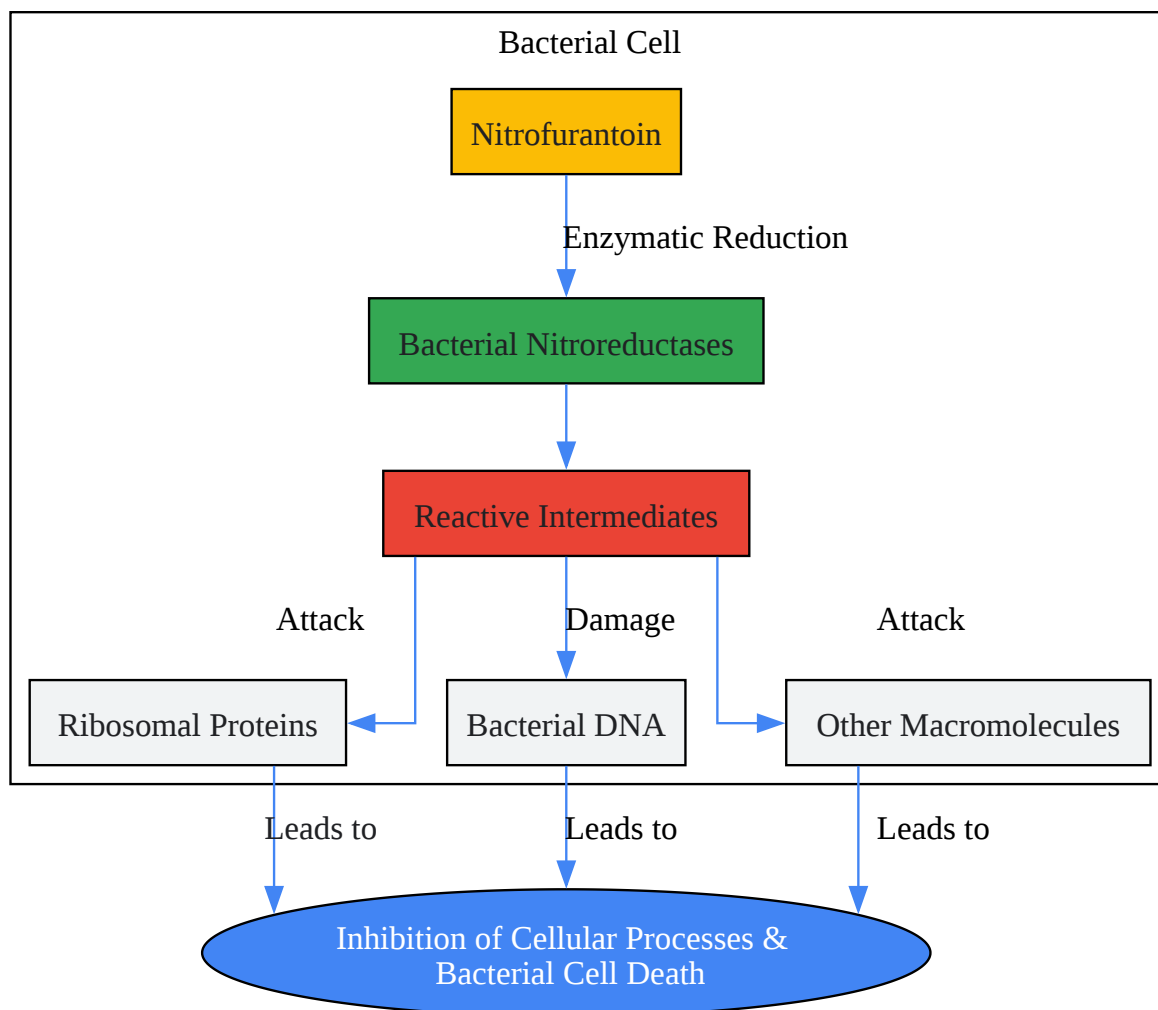 Bacterial Cell
Nitrofurantoin
Enzymatic Reduction
Bacterial Nitroreductases
Reactive Intermediates
Attack
Damage
Attack
Ribosomal Proteins
Bacterial DNA
Other Macromolecules
Leads to
Leads to
Leads to
Inhibition of Cellular Processes &
Bacterial Cell Death